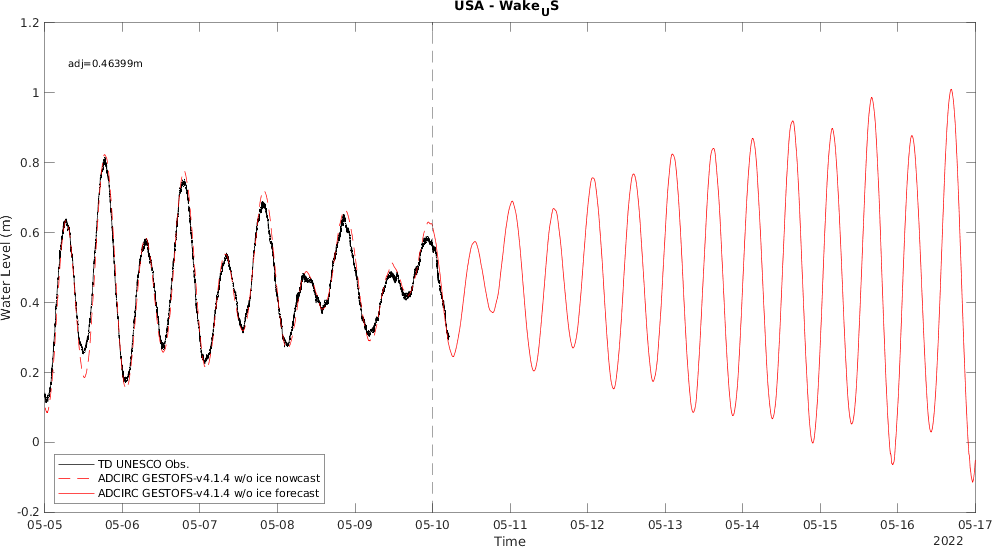 USA - Wake_US
1.2
adj=0.46399m
1
0.8
0.6
0.4
0.2
0
-0.2
Water Level (m)
TD UNESCO Obs.
ADCIRC GESTOFS-v4.1.4 w/o ice nowcast
ADCIRC GESTOFS-v4.1.4 w/o ice forecast
05-05 05-06 05-07 05-08 05-09 05-10 05-11 05-12 05-13 05-14 05-15 05-16 05-17
Time
2022